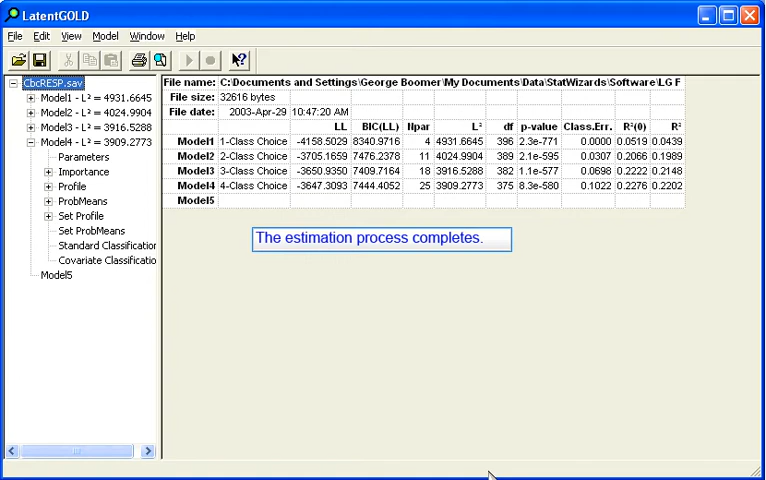 LatentGOLD
File Edit View Model Window Help
CbcRESP.sav
Model1 - L² = 4931.6645
Model2 - L² = 4024.9904
Model3 - L² = 3916.5288
Model4 - L² = 3909.2773
Parameters
Importance
Profile
ProbMeans
Set Profile
Set ProbMeans
Standard Classification
Covariate Classificatio
Model5
File name: C:\Documents and Settings\George Boomer\My Documents\Data\StatWizards\Software\LG F
File size: 32616 bytes
File date: 2003-Apr-29 10:47:20 AM
LL BIC(LL) Npar L² df p-value Class.Err. R²(0) R²
Model1 1-Class Choice -4158.5029 8340.9716 4 4931.6645 396 2.3e-771 0.0000 0.0519 0.0439
Model2 2-Class Choice -3705.1659 7476.2378 11 4024.9904 389 2.1e-595 0.0307 0.2066 0.1989
Model3 3-Class Choice -3650.9350 7409.7164 18 3916.5288 382 1.1e-577 0.0698 0.2222 0.2148
Model4 4-Class Choice -3647.3093 7444.4052 25 3909.2773 375 8.3e-580 0.1022 0.2276 0.2202
Model5
The estimation process completes.